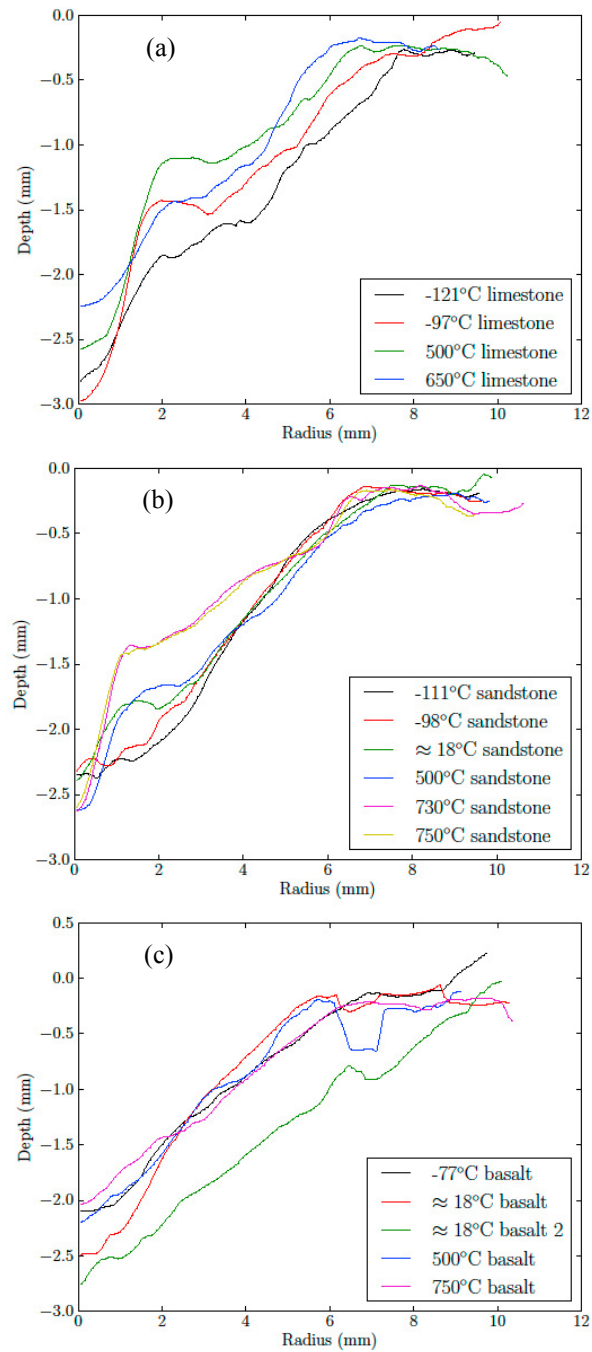 (a)
0.0
−0.5
−1.0
−1.5
−2.0
−2.5
−3.0
Depth (mm)
0 2 4 6 8 10 12
Radius (mm)
-121°C limestone
-97°C limestone
500°C limestone
650°C limestone
(b)
0.0
−0.5
−1.0
−1.5
−2.0
−2.5
−3.0
Depth (mm)
0 2 4 6 8 10 12
Radius (mm)
-111°C sandstone
-98°C sandstone
≈ 18°C sandstone
500°C sandstone
730°C sandstone
750°C sandstone
(c)
0.5
0.0
−0.5
−1.0
−1.5
−2.0
−2.5
−3.0
Depth (mm)
0 2 4 6 8 10 12
Radius (mm)
-77°C basalt
≈ 18°C basalt
≈ 18°C basalt 2
500°C basalt
750°C basalt